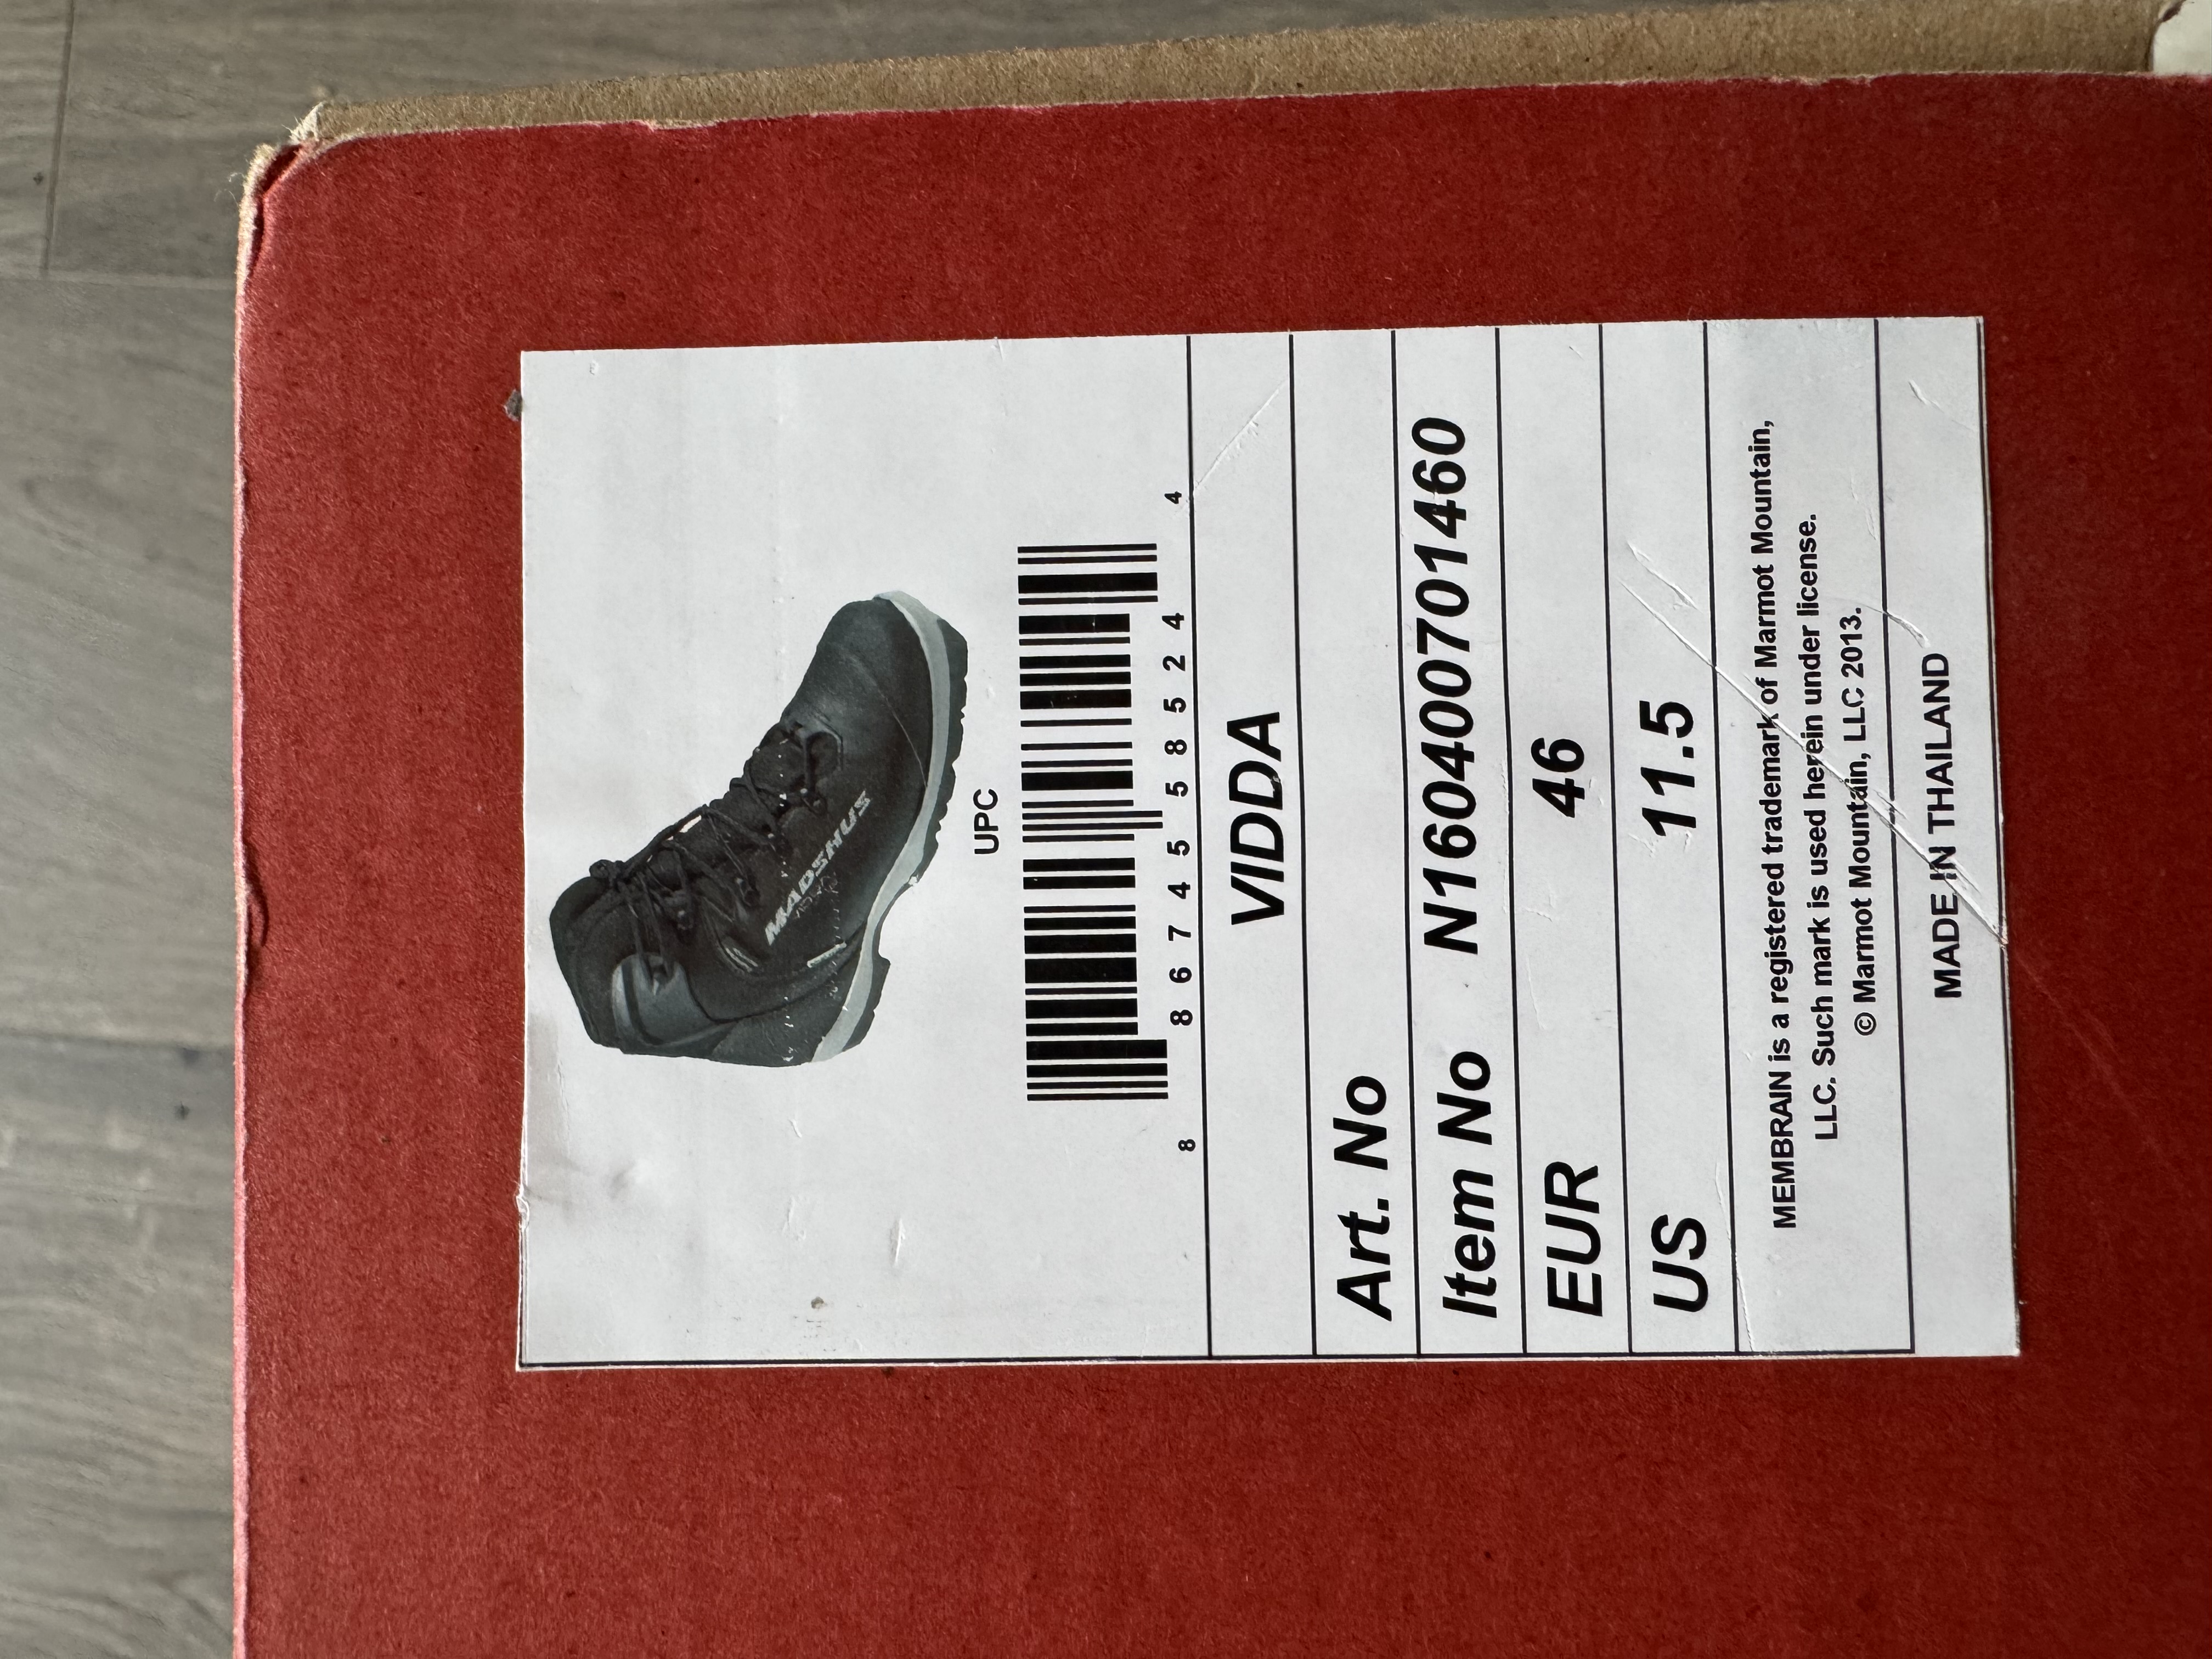 MADSHUS
UPC
8 86745 58524 4
VIDDA
Art. No
Item No N160400701460
EUR 46
US 11.5
MEMBRAIN is a registered trademark of Marmot Mountain,
LLC. Such mark is used herein under license.
© Marmot Mountain, LLC 2013.
MADE IN THAILAND